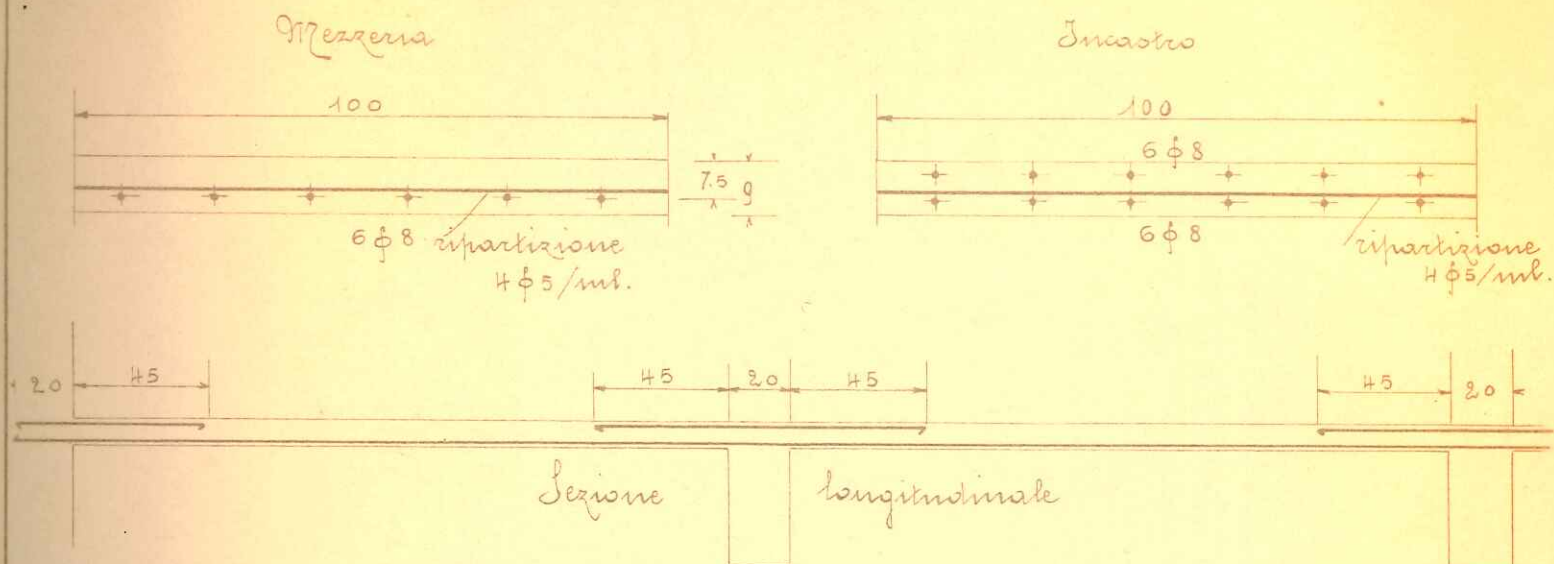 Mezzeria
Incastro
100
100
6 ϕ 8
7.5
9
6 ϕ 8 ripartizione
4 ϕ 5/ml.
6 ϕ 8
ripartizione
4 ϕ 5/ml.
20
45
45
20
45
45
20
Sezione longitudinale